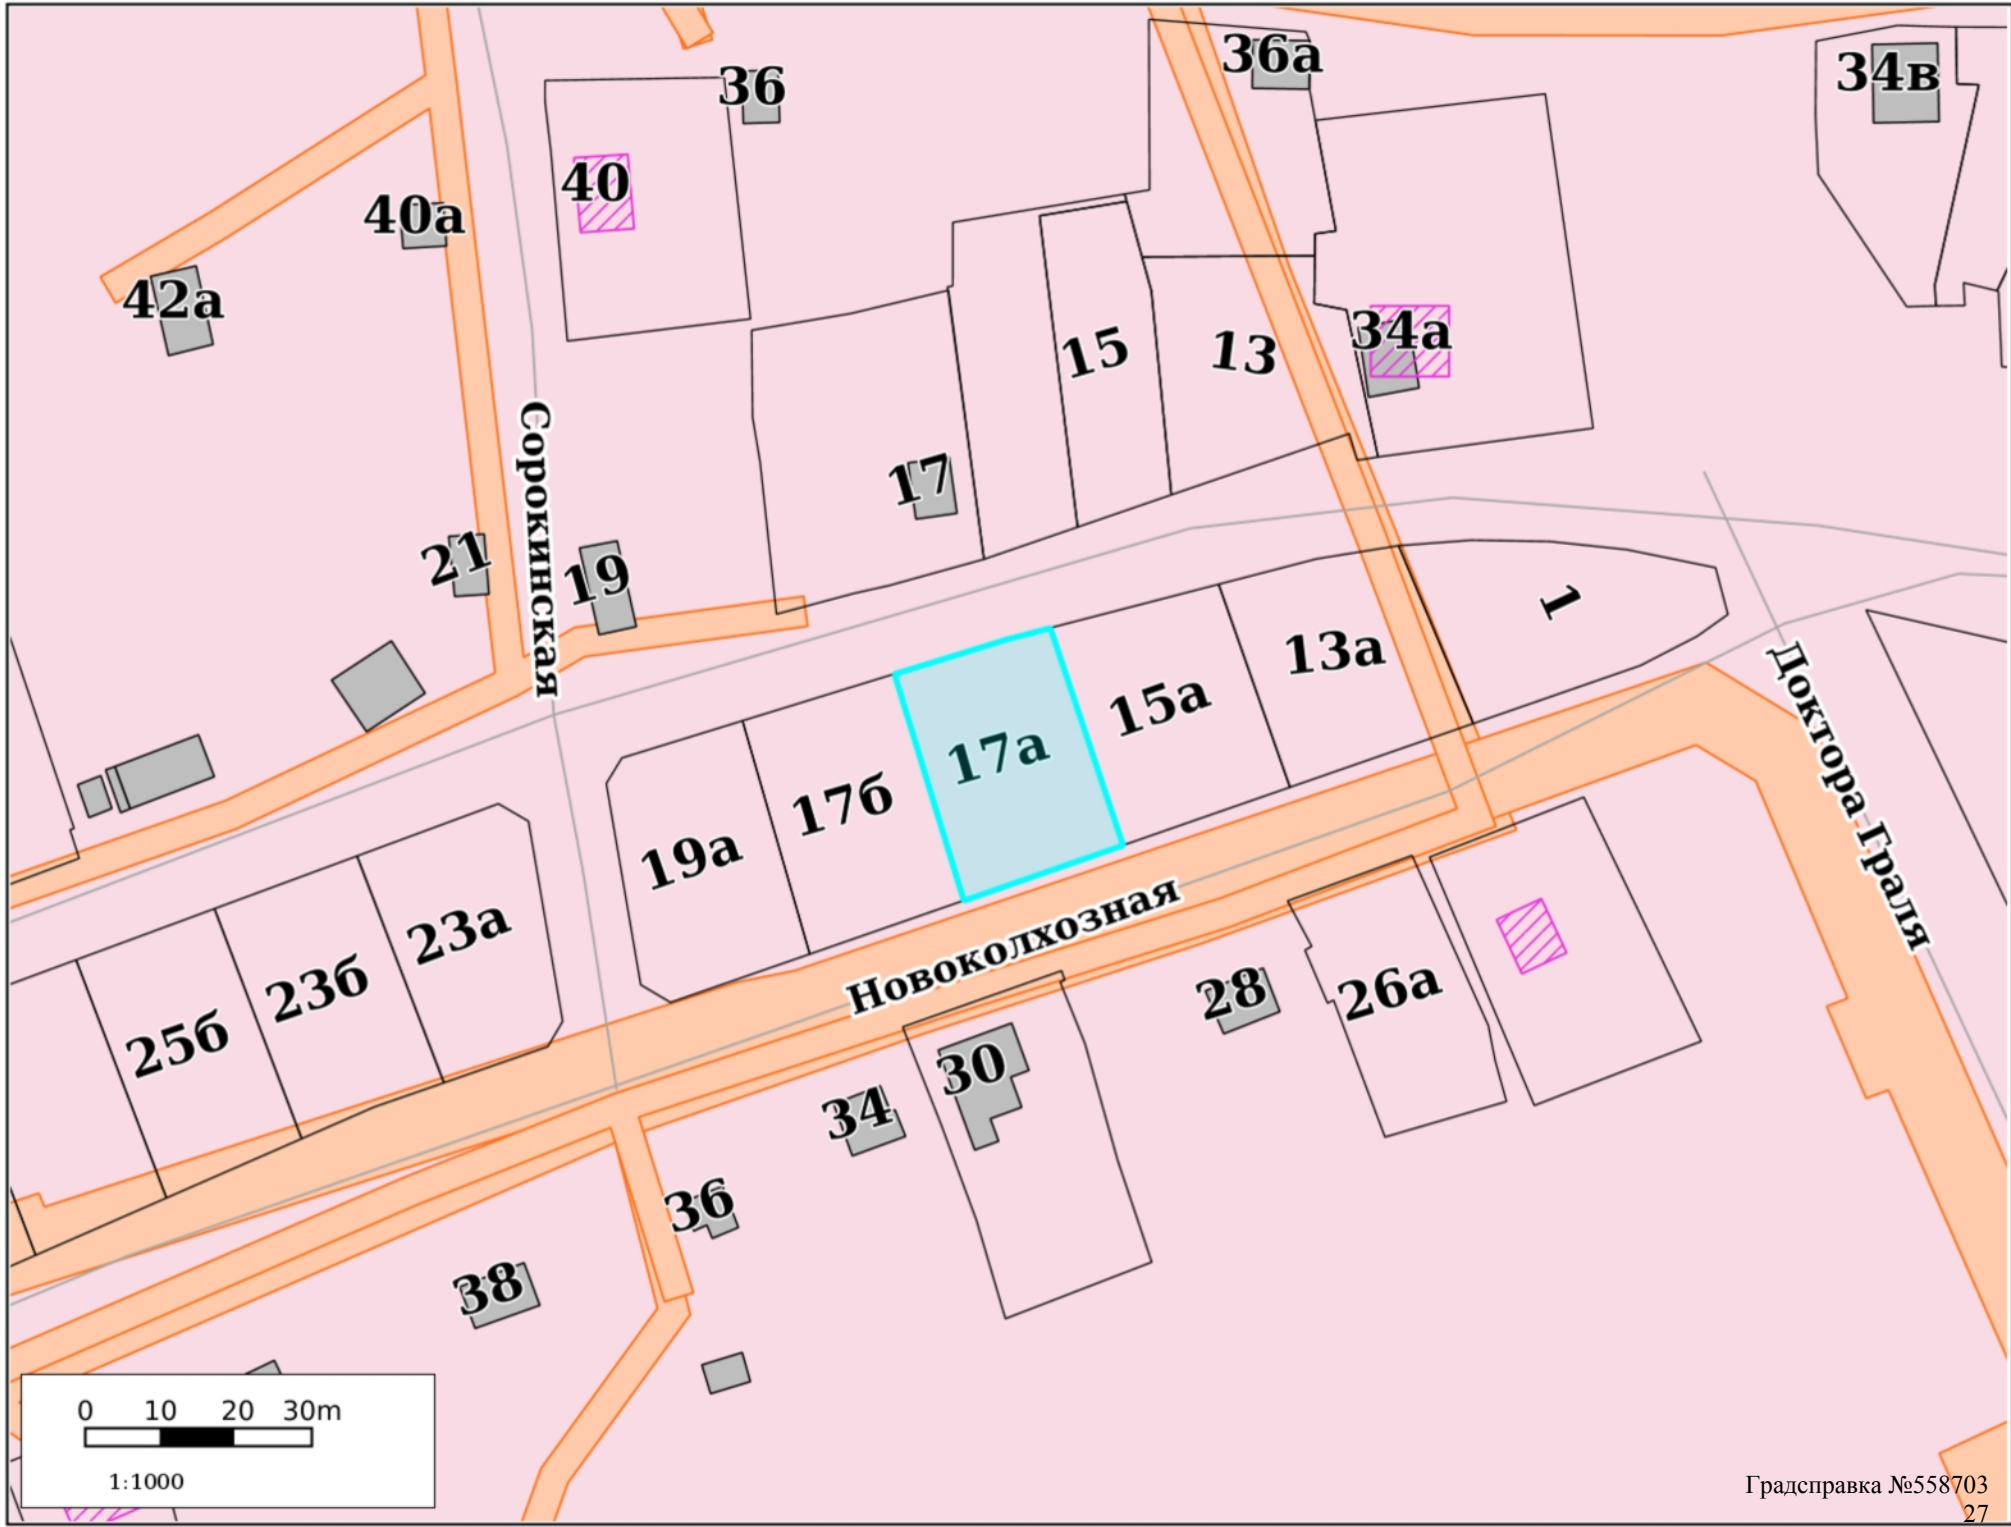 36а
34в
36
40
40а
42а
15
13
34а
Сорокинская
17
21
19
1
13а
15а
17а
17б
19а
Доктора Граля
23а
23б
25б
Новоколхозная
28
26а
30
34
36
38
0 10 20 30m
1:1000
Градсправка №558703
27